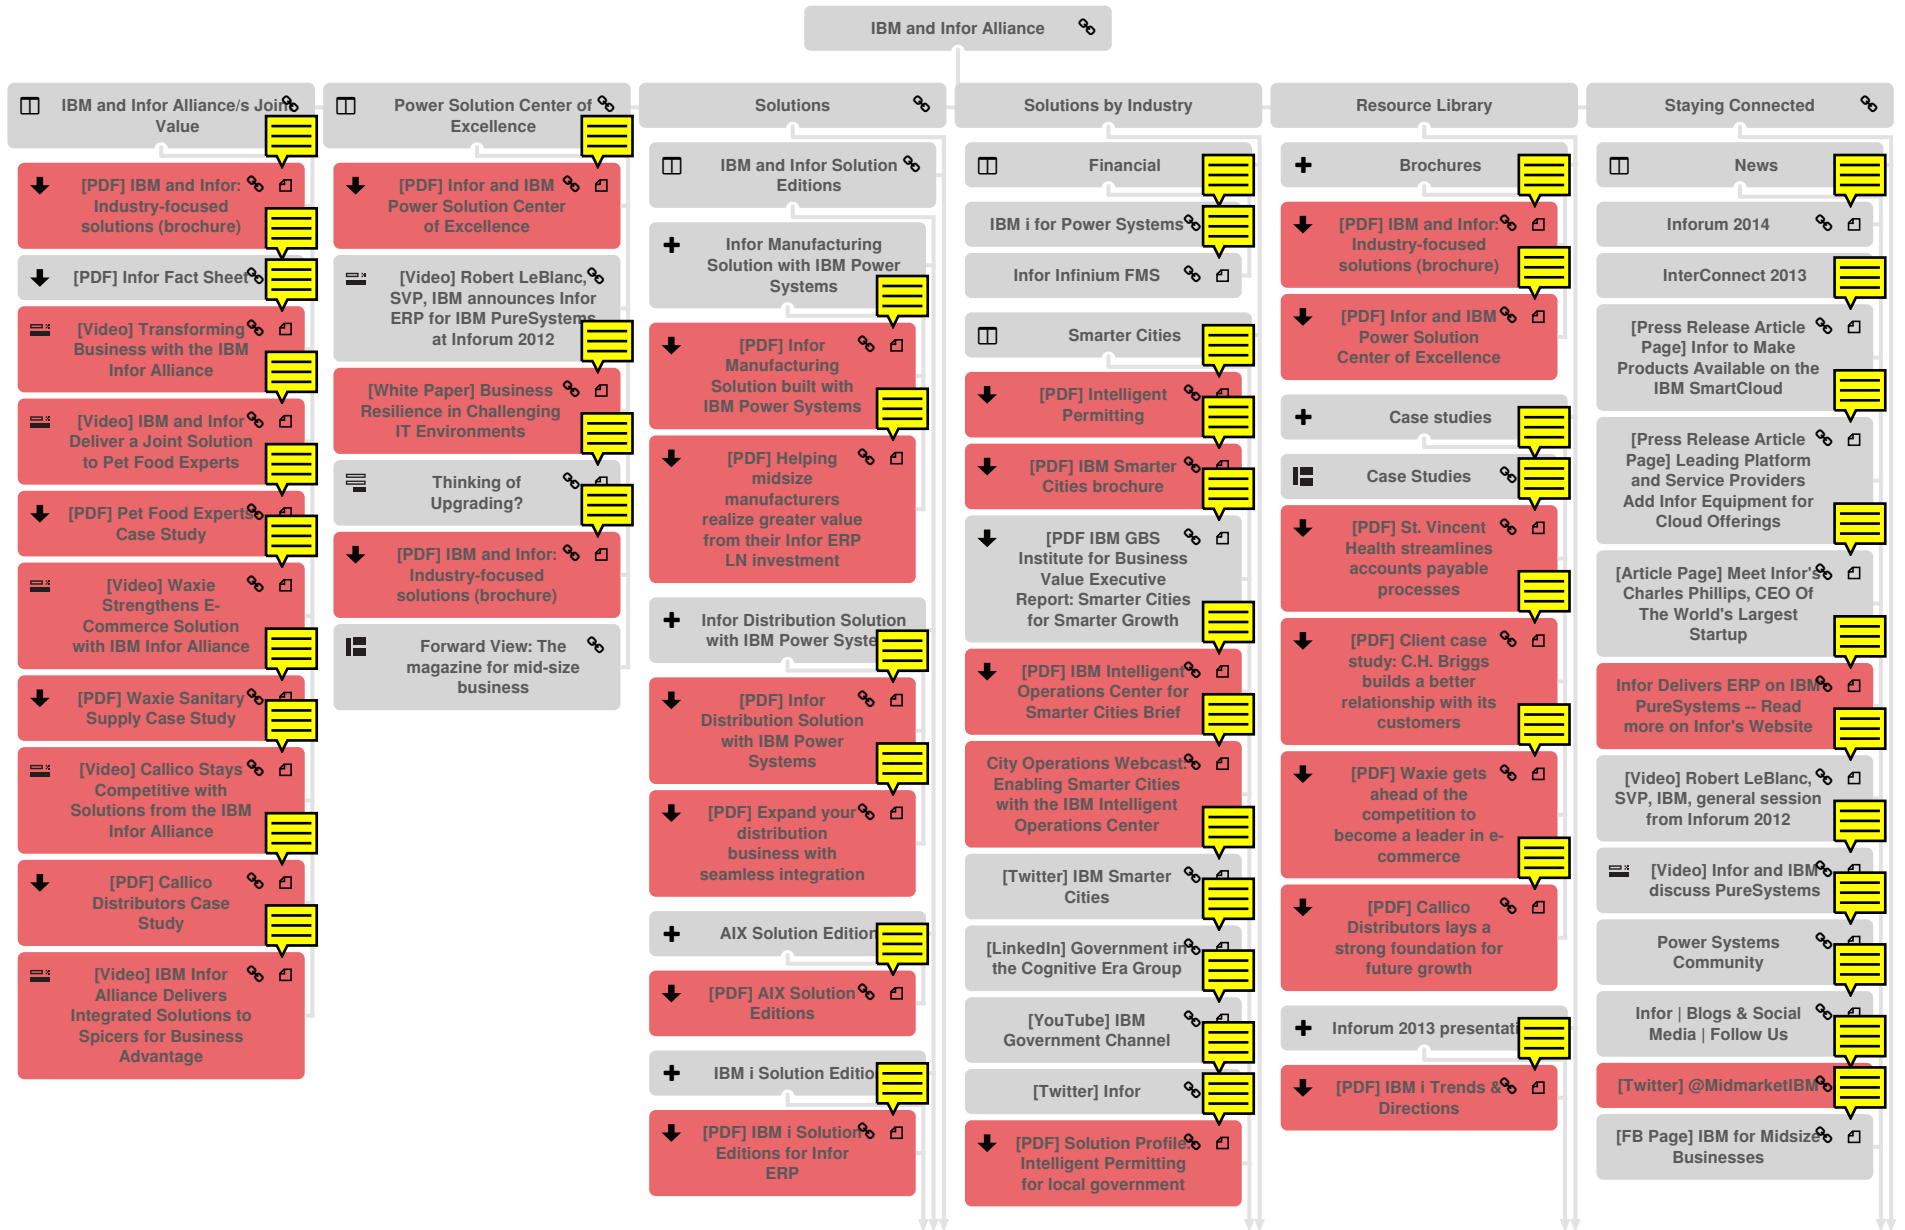 IBM and Infor Alliance
IBM and Infor Alliance/s Joint
Value
[PDF] IBM and Infor:
Industry-focused
solutions (brochure)
[PDF] Infor Fact Sheet
[Video] Transforming
Business with the IBM
Infor Alliance
[Video] IBM and Infor
Deliver a Joint Solution
to Pet Food Experts
[PDF] Pet Food Experts
Case Study
[Video] Waxie
Strengthens E-
Commerce Solution
with IBM Infor Alliance
[PDF] Waxie Sanitary
Supply Case Study
[Video] Callico Stays
Competitive with
Solutions from the IBM
Infor Alliance
[PDF] Callico
Distributors Case
Study
[Video] IBM Infor
Alliance Delivers
Integrated Solutions to
Spicers for Business
Advantage
Power Solution Center of
Excellence
[PDF] Infor and IBM
Power Solution Center
of Excellence
[Video] Robert LeBlanc,
SVP, IBM announces Infor
ERP for IBM PureSystems
at Inforum 2012
[White Paper] Business
Resilience in Challenging
IT Environments
Thinking of
Upgrading?
[PDF] IBM and Infor:
Industry-focused
solutions (brochure)
Forward View: The
magazine for mid-size
business
Solutions
IBM and Infor Solution
Editions
Infor Manufacturing
Solution with IBM Power
Systems
[PDF] Infor
Manufacturing
Solution built with
IBM Power Systems
[PDF] Helping
midsize
manufacturers
realize greater value
from their Infor ERP
LN investment
Infor Distribution Solution
with IBM Power Syste
[PDF] Infor
Distribution Solution
with IBM Power
Systems
[PDF] Expand your
distribution
business with
seamless integration
AIX Solution Edition
[PDF] AIX Solution
Editions
IBM i Solution Editio
[PDF] IBM i Solution
Editions for Infor
ERP
Solutions by Industry
Financial
IBM i for Power Systems
Infor Infinium FMS
Smarter Cities
[PDF] Intelligent
Permitting
[PDF] IBM Smarter
Cities brochure
[PDF IBM GBS
Institute for Business
Value Executive
Report: Smarter Cities
for Smarter Growth
[PDF] IBM Intelligent
Operations Center for
Smarter Cities Brief
City Operations Webcast:
Enabling Smarter Cities
with the IBM Intelligent
Operations Center
[Twitter] IBM Smarter
Cities
[LinkedIn] Government in
the Cognitive Era Group
[YouTube] IBM
Government Channel
[Twitter] Infor
[PDF] Solution Profile:
Intelligent Permitting
for local government
Resource Library
Brochures
[PDF] IBM and Infor:
Industry-focused
solutions (brochure)
[PDF] Infor and IBM
Power Solution
Center of Excellence
Case studies
Case Studies
[PDF] St. Vincent
Health streamlines
accounts payable
processes
[PDF] Client case
study: C.H. Briggs
builds a better
relationship with its
customers
[PDF] Waxie gets
ahead of the
competition to
become a leader in e-
commerce
[PDF] Callico
Distributors lays a
strong foundation for
future growth
Inforum 2013 presentati
[PDF] IBM i Trends &
Directions
Staying Connected
News
Inforum 2014
InterConnect 2013
[Press Release Article
Page] Infor to Make
Products Available on the
IBM SmartCloud
[Press Release Article
Page] Leading Platform
and Service Providers
Add Infor Equipment for
Cloud Offerings
[Article Page] Meet Infor's
Charles Phillips, CEO Of
The World's Largest
Startup
Infor Delivers ERP on IBM
PureSystems -- Read
more on Infor's Website
[Video] Robert LeBlanc,
SVP, IBM, general session
from Inforum 2012
[Video] Infor and IBM
discuss PureSystems
Power Systems
Community
Infor | Blogs & Social
Media | Follow Us
[Twitter] @MidmarketIBM
[FB Page] IBM for Midsize
Businesses